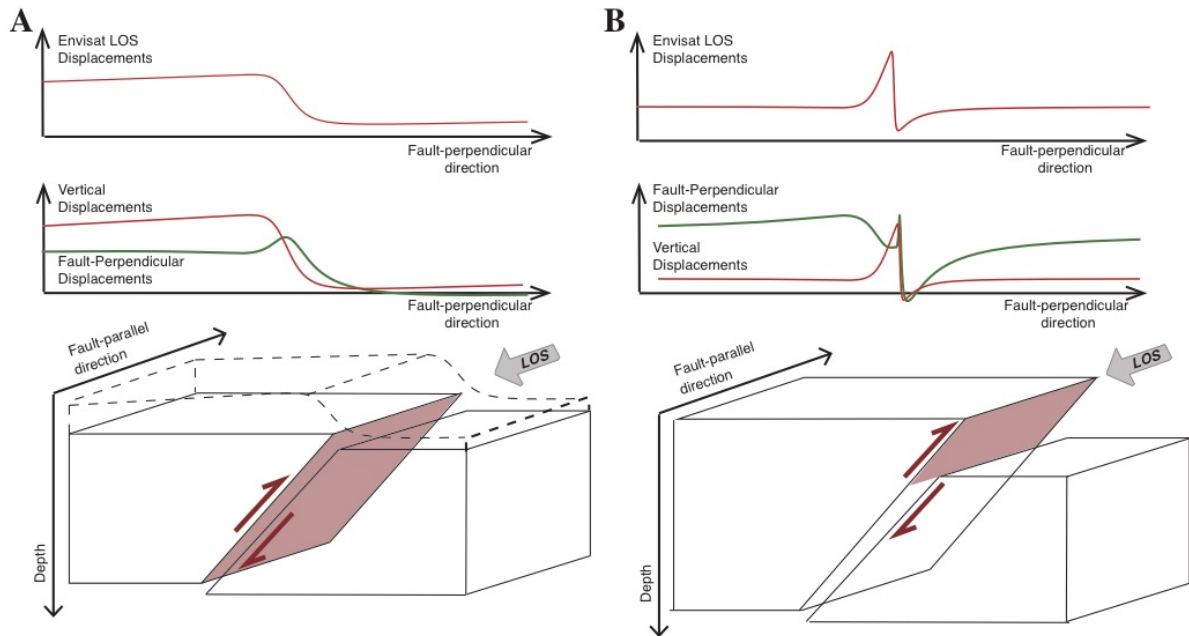 A
Envisat LOS
Displacements
Fault-perpendicular
direction
Vertical
Displacements
Fault-Perpendicular
Displacements
Fault-perpendicular
direction
Fault-parallel
direction
LOS
Depth
B
Envisat LOS
Displacements
Fault-perpendicular
direction
Fault-Perpendicular
Displacements
Vertical
Displacements
Fault-perpendicular
direction
Fault-parallel
direction
LOS
Depth